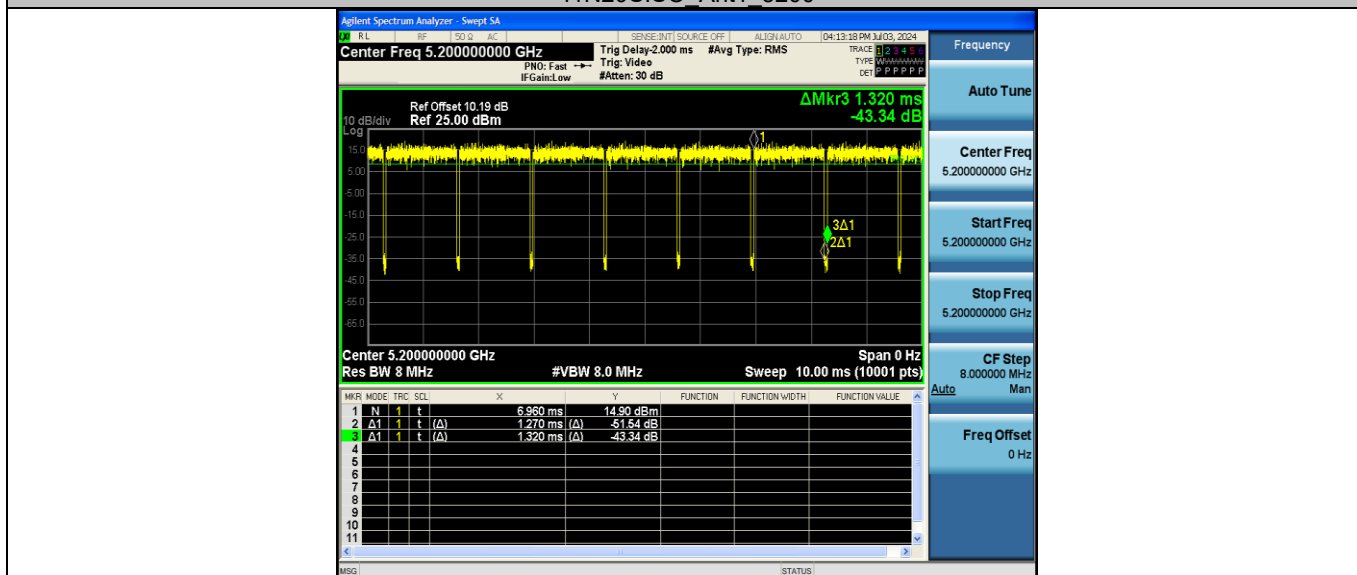 Agilent Spectrum Analyzer - Swept SA
RL RF 50 Ω AC SENSE:INT SOURCE OFF ALIGNAUTO 04:13:18 PM Jul 03, 2024
Center Freq 5.200000000 GHz
PNO: Fast
IFGain:Low
Trig Delay-2.000 ms #Avg Type: RMS
Trig: Video
#Atten: 30 dB
TRACE 1 2 3 4 5 6
TYPE
DET P P P P P P
Frequency
Auto Tune
Center Freq
5.200000000 GHz
Start Freq
5.200000000 GHz
Stop Freq
5.200000000 GHz
CF Step
8.000000 MHz
Auto Man
Freq Offset
0 Hz
ΔMkr3 1.320 ms
-43.34 dB
Ref Offset 10.19 dB
10 dB/div Ref 25.00 dBm
Log
15.0
5.00
-5.00
-15.0
-25.0
-35.0
-45.0
-55.0
-65.0
1
3Δ1
2Δ1
Center 5.200000000 GHz Span 0 Hz
Res BW 8 MHz #VBW 8.0 MHz Sweep 10.00 ms (10001 pts)
MKR MODE TRC SCL X Y FUNCTION FUNCTION WIDTH FUNCTION VALUE
1 N 1 t 6.960 ms 14.90 dBm
2 Δ1 1 t (Δ) 1.270 ms (Δ) -51.54 dB
3 Δ1 1 t (Δ) 1.320 ms (Δ) -43.34 dB
4
5
6
7
8
9
10
11
MSG STATUS